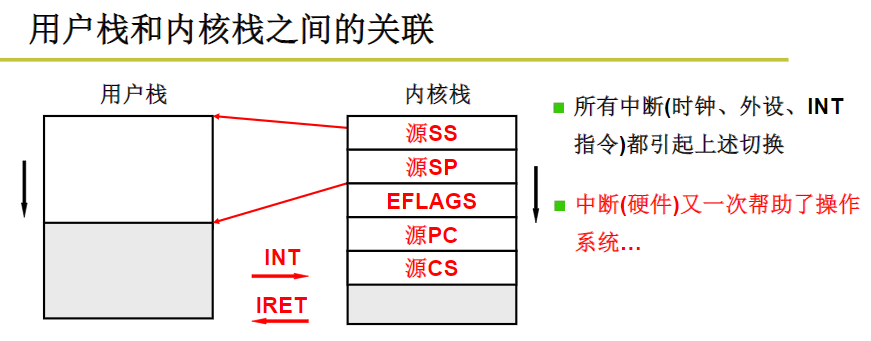 用户栈和内核栈之间的关联
用户栈
内核栈
源SS
源SP
EFLAGS
源PC
源CS
INT
IRET
所有中断(时钟、外设、INT
指令)都引起上述切换
中断(硬件)又一次帮助了操作
系统...